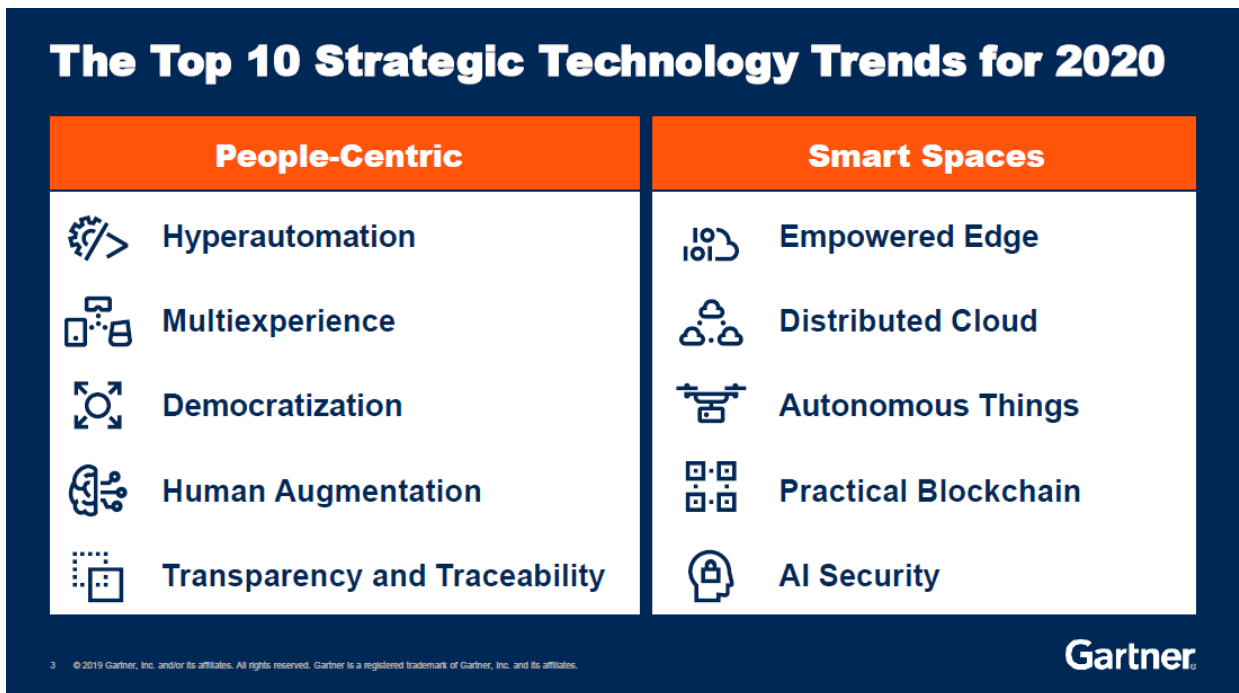 The Top 10 Strategic Technology Trends for 2020
People-Centric
Hyperautomation
Multiexperience
Democratization
Human Augmentation
Transparency and Traceability
Smart Spaces
Empowered Edge
Distributed Cloud
Autonomous Things
Practical Blockchain
AI Security
3 © 2019 Gartner, Inc. and/or its affiliates. All rights reserved. Gartner is a registered trademark of Gartner, Inc. and its affiliates.
Gartner